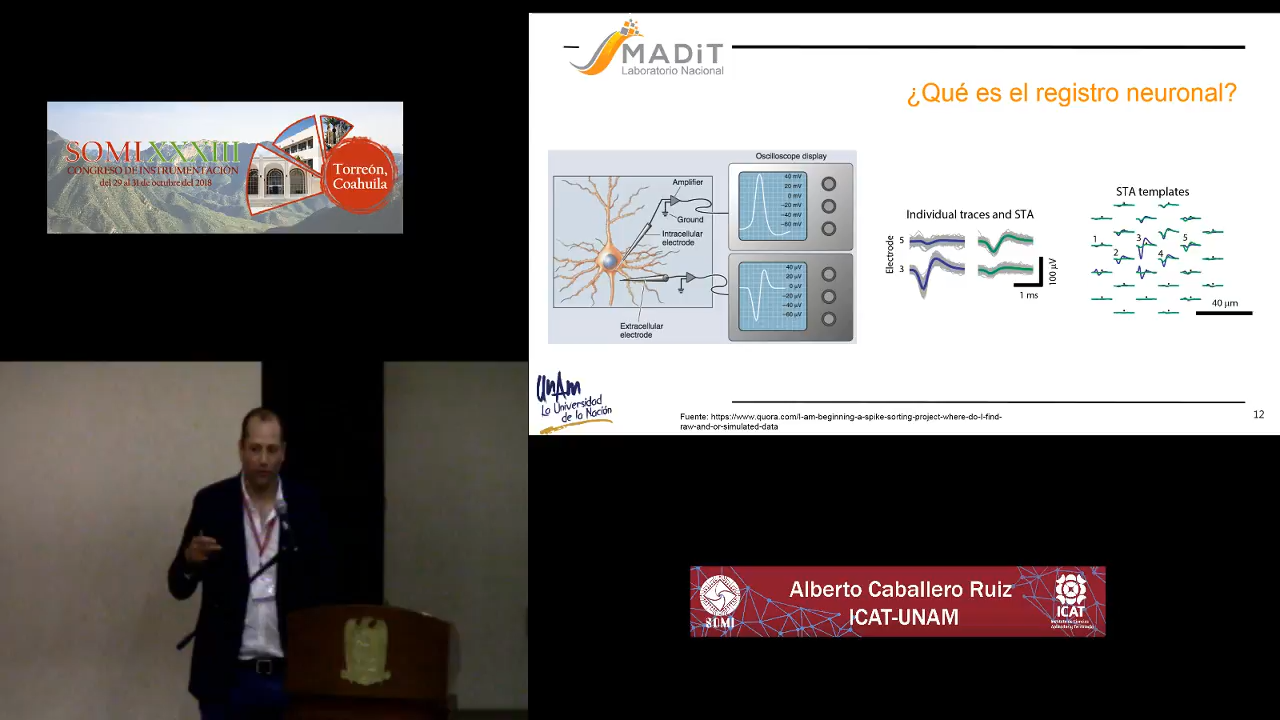 SOMI XXXIII
CONGRESO DE INSTRUMENTACIÓN
del 29 al 31 de octubre del 2018
Torreón,
Coahuila
MADiT
Laboratorio Nacional
¿Qué es el registro neuronal?
Oscilloscope display
Amplifier
Ground
Intracellular
electrode
Extracellular
electrode
40 mV
20 mV
0 mV
−20 mV
−40 mV
−60 mV
40 µV
20 µV
0 µV
−20 µV
−40 µV
−60 µV
Individual traces and STA
Electrode
5
3
100 µV
1 ms
STA templates
1
2
3
4
5
40 µm
UnAm
La Universidad
de la Nación
Fuente: https://www.quora.com/I-am-beginning-a-spike-sorting-project-where-do-I-find-
raw-and-or-simulated-data
12
SOMI
Alberto Caballero Ruiz
ICAT-UNAM
ICAT